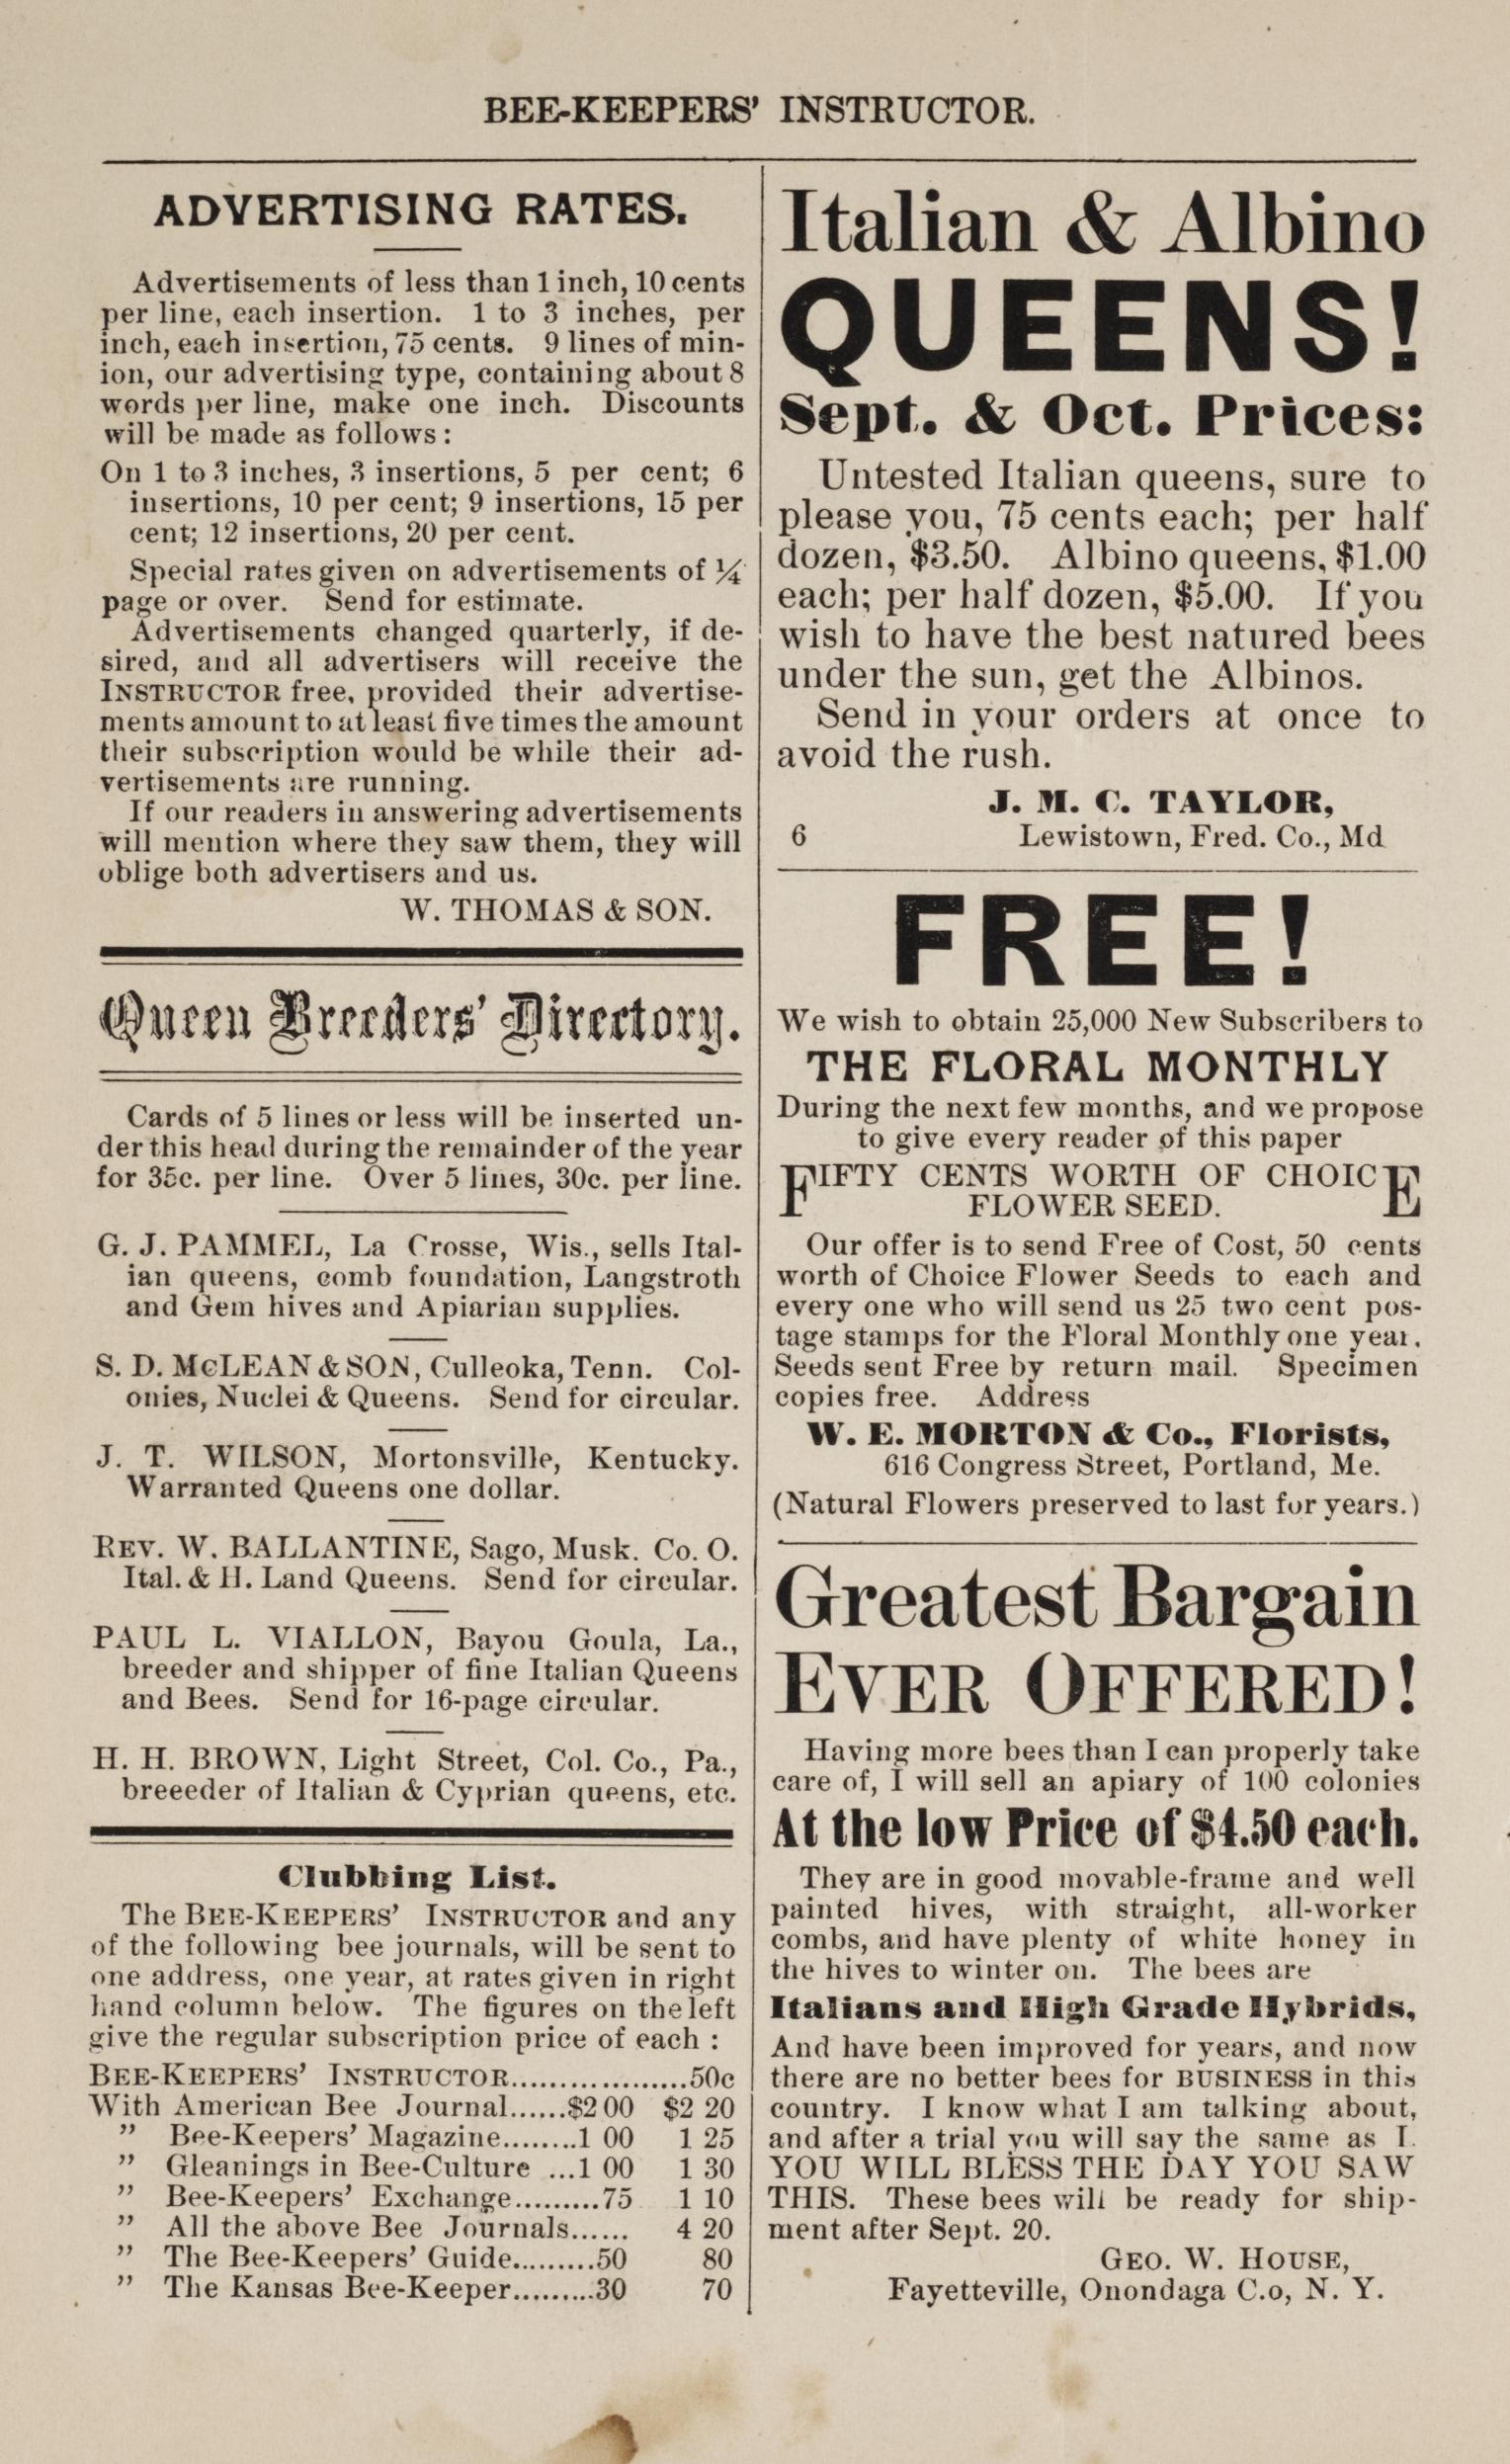 BEE-KEEPERS' INSTRUCTOR.
ADVERTISING RATES.
Advertisements of less than 1 inch, 10 cents
per line, each insertion. 1 to 3 inches, per
inch, each insertion, 75 cents. 9 lines of min-
ion, our advertising type, containing about 8
words per line, make one inch. Discounts
will be made as follows:
On 1 to 3 inches, 3 insertions, 5 per cent; 6
insertions, 10 per cent; 9 insertions, 15 per
cent; 12 insertions, 20 per cent.
Special rates given on advertisements of ¼
page or over. Send for estimate.
Advertisements changed quarterly, if de-
sired, and all advertisers will receive the
INSTRUCTOR free, provided their advertise-
ments amount to at least five times the amount
their subscription would be while their ad-
vertisements are running.
If our readers in answering advertisements
will mention where they saw them, they will
oblige both advertisers and us.
W. THOMAS & SON.
Queen Breeders' Directory.
Cards of 5 lines or less will be inserted un-
der this head during the remainder of the year
for 35c. per line. Over 5 lines, 30c. per line.
G. J. PAMMEL, La Crosse, Wis., sells Ital-
ian queens, comb foundation, Langstroth
and Gem hives and Apiarian supplies.
S. D. McLEAN & SON, Culleoka, Tenn. Col-
onies, Nuclei & Queens. Send for circular.
J. T. WILSON, Mortonsville, Kentucky.
Warranted Queens one dollar.
REV. W. BALLANTINE, Sago, Musk. Co. O.
Ital. & H. Land Queens. Send for circular.
PAUL L. VIALLON, Bayou Goula, La.,
breeder and shipper of fine Italian Queens
and Bees. Send for 16-page circular.
H. H. BROWN, Light Street, Col. Co., Pa.,
breeeder of Italian & Cyprian queens, etc.
Clubbing List.
The BEE-KEEPERS' INSTRUCTOR and any
of the following bee journals, will be sent to
one address, one year, at rates given in right
hand column below. The figures on the left
give the regular subscription price of each :
BEE-KEEPERS' INSTRUCTOR..................50c
With American Bee Journal......$2 00 $2 20
" Bee-Keepers' Magazine........1 00 1 25
" Gleanings in Bee-Culture ...1 00 1 30
" Bee-Keepers' Exchange.........75 1 10
" All the above Bee Journals...... 4 20
" The Bee-Keepers' Guide.........50 80
" The Kansas Bee-Keeper.........30 70
Italian & Albino
QUEENS!
Sept. & Oct. Prices:
Untested Italian queens, sure to
please you, 75 cents each; per half
dozen, $3.50. Albino queens, $1.00
each; per half dozen, $5.00. If you
wish to have the best natured bees
under the sun, get the Albinos.
Send in your orders at once to
avoid the rush.
J. M. C. TAYLOR,
6 Lewistown, Fred. Co., Md
FREE!
We wish to obtain 25,000 New Subscribers to
THE FLORAL MONTHLY
During the next few months, and we propose
to give every reader of this paper
FIFTY CENTS WORTH OF CHOICE
FLOWER SEED.
Our offer is to send Free of Cost, 50 cents
worth of Choice Flower Seeds to each and
every one who will send us 25 two cent pos-
tage stamps for the Floral Monthly one year.
Seeds sent Free by return mail. Specimen
copies free. Address
W. E. MORTON & Co., Florists,
616 Congress Street, Portland, Me.
(Natural Flowers preserved to last for years.)
Greatest Bargain
EVER OFFERED!
Having more bees than I can properly take
care of, I will sell an apiary of 100 colonies
At the low Price of $4.50 each.
They are in good movable-frame and well
painted hives, with straight, all-worker
combs, and have plenty of white honey in
the hives to winter on. The bees are
Italians and High Grade Hybrids,
And have been improved for years, and now
there are no better bees for BUSINESS in this
country. I know what I am talking about,
and after a trial you will say the same as I.
YOU WILL BLESS THE DAY YOU SAW
THIS. These bees will be ready for ship-
ment after Sept. 20.
GEO. W. HOUSE,
Fayetteville, Onondaga C.o, N. Y.